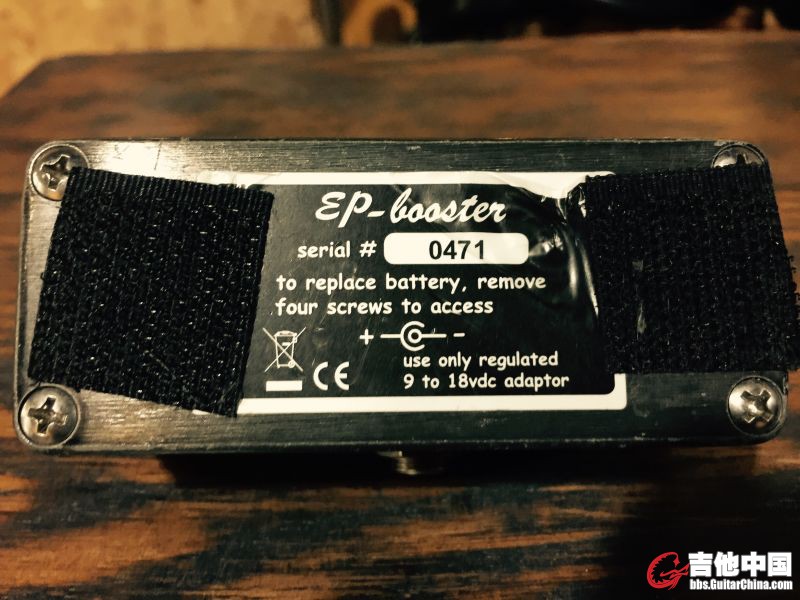 EP-booster
serial # 0471
to replace battery, remove
four screws to access
+ -
use only regulated
9 to 18vdc adaptor
CE
吉他中国
bbs.GuitarChina.com